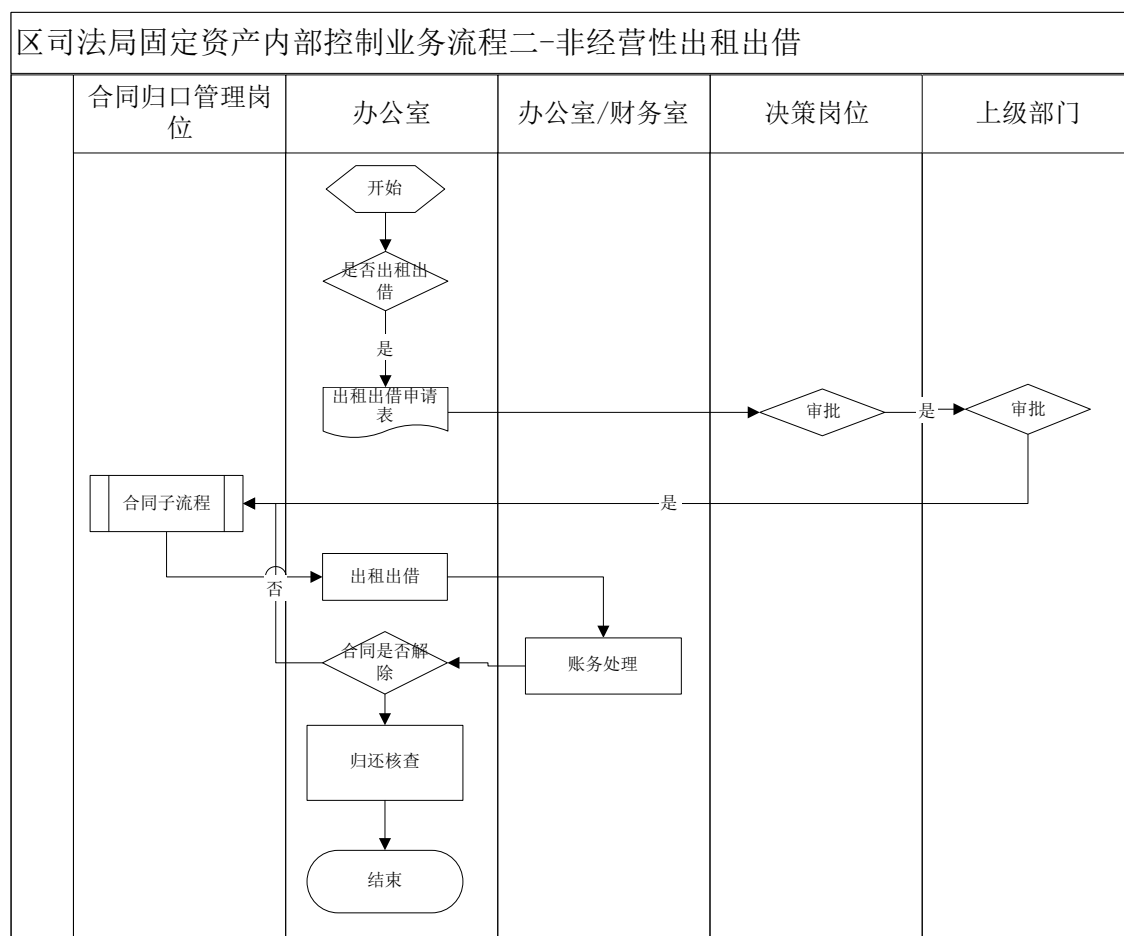 区司法局固定资产内部控制业务流程二-非经营性出租出借
合同归口管理岗
位
办公室
办公室/财务室
决策岗位
上级部门
开始
是否出租出
借
是
出租出借申请
表
审批
是
审批
合同子流程
是
出租出借
否
合同是否解
除
账务处理
归还核查
结束